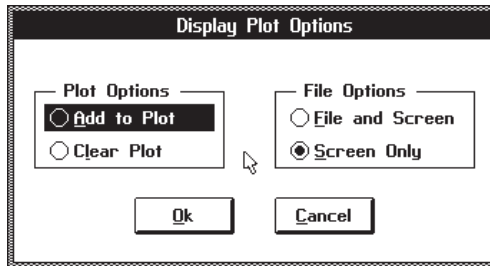 Display Plot Options
Plot Options
Add to Plot
Clear Plot
File Options
File and Screen
Screen Only
Ok
Cancel